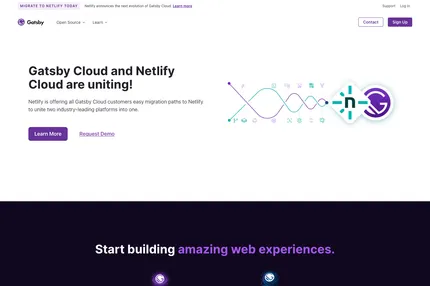 MIGRATE TO NETLIFY TODAY Netlify announces the next evolution of Gatsby Cloud. Learn more Support Log in
Gatsby Open Source Learn Contact Sign Up
Gatsby Cloud and Netlify
Cloud are uniting!
Netlify is offering all Gatsby Cloud customers easy migration paths to Netlify
to unite two industry-leading platforms into one.
Learn More Request Demo
Start building amazing web experiences.